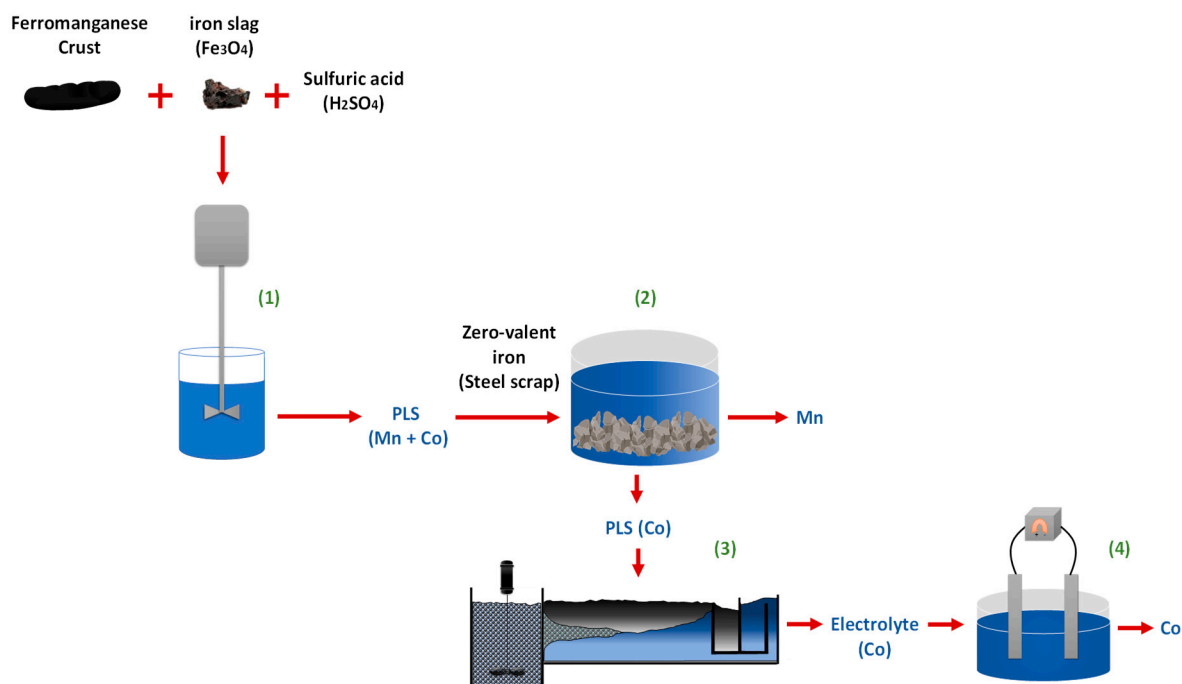 Ferromanganese
Crust
iron slag
(Fe3O4)
Sulfuric acid
(H2SO4)
(1)
PLS
(Mn + Co)
Zero-valent
iron
(Steel scrap)
(2)
Mn
PLS (Co)
(3)
Electrolyte
(Co)
(4)
Co